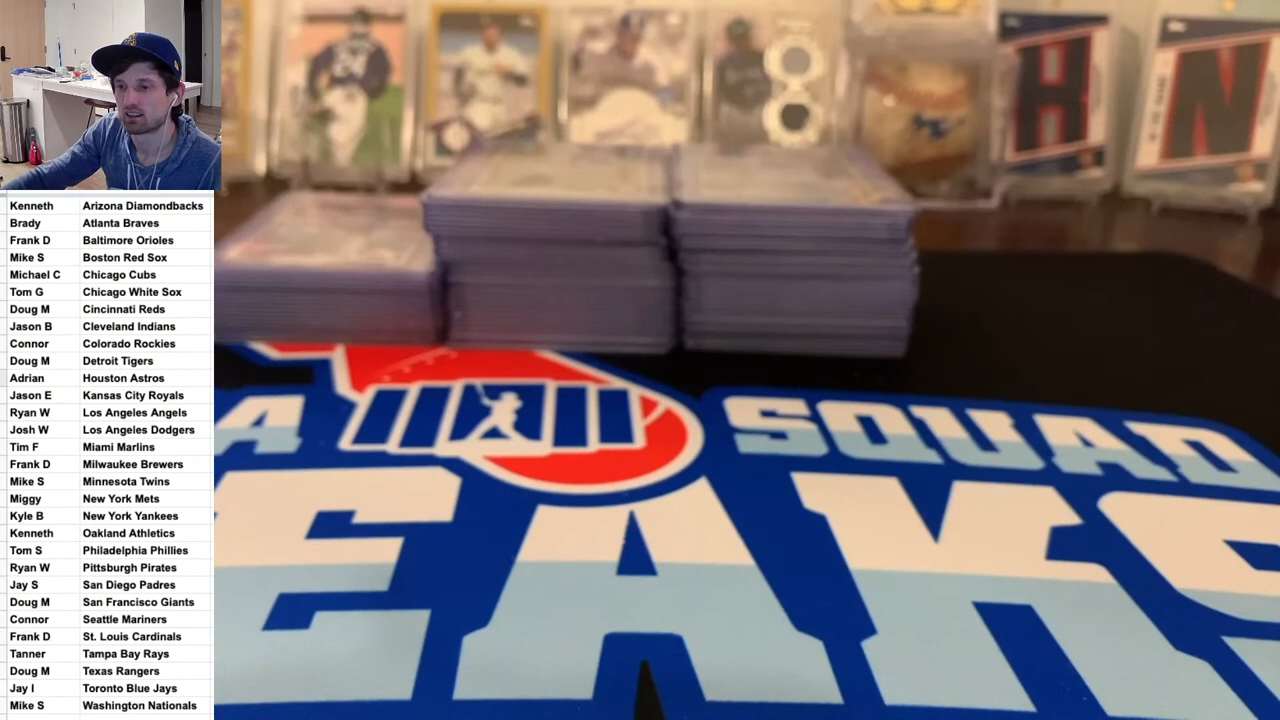 Kenneth Arizona Diamondbacks
Brady Atlanta Braves
Frank D Baltimore Orioles
Mike S Boston Red Sox
Michael C Chicago Cubs
Tom G Chicago White Sox
Doug M Cincinnati Reds
Jason B Cleveland Indians
Connor Colorado Rockies
Doug M Detroit Tigers
Adrian Houston Astros
Jason E Kansas City Royals
Ryan W Los Angeles Angels
Josh W Los Angeles Dodgers
Tim F Miami Marlins
Frank D Milwaukee Brewers
Mike S Minnesota Twins
Miggy New York Mets
Kyle B New York Yankees
Kenneth Oakland Athletics
Tom S Philadelphia Phillies
Ryan W Pittsburgh Pirates
Jay S San Diego Padres
Doug M San Francisco Giants
Connor Seattle Mariners
Frank D St. Louis Cardinals
Tanner Tampa Bay Rays
Doug M Texas Rangers
Jay I Toronto Blue Jays
Mike S Washington Nationals
H N
A SQUAD
EAKS